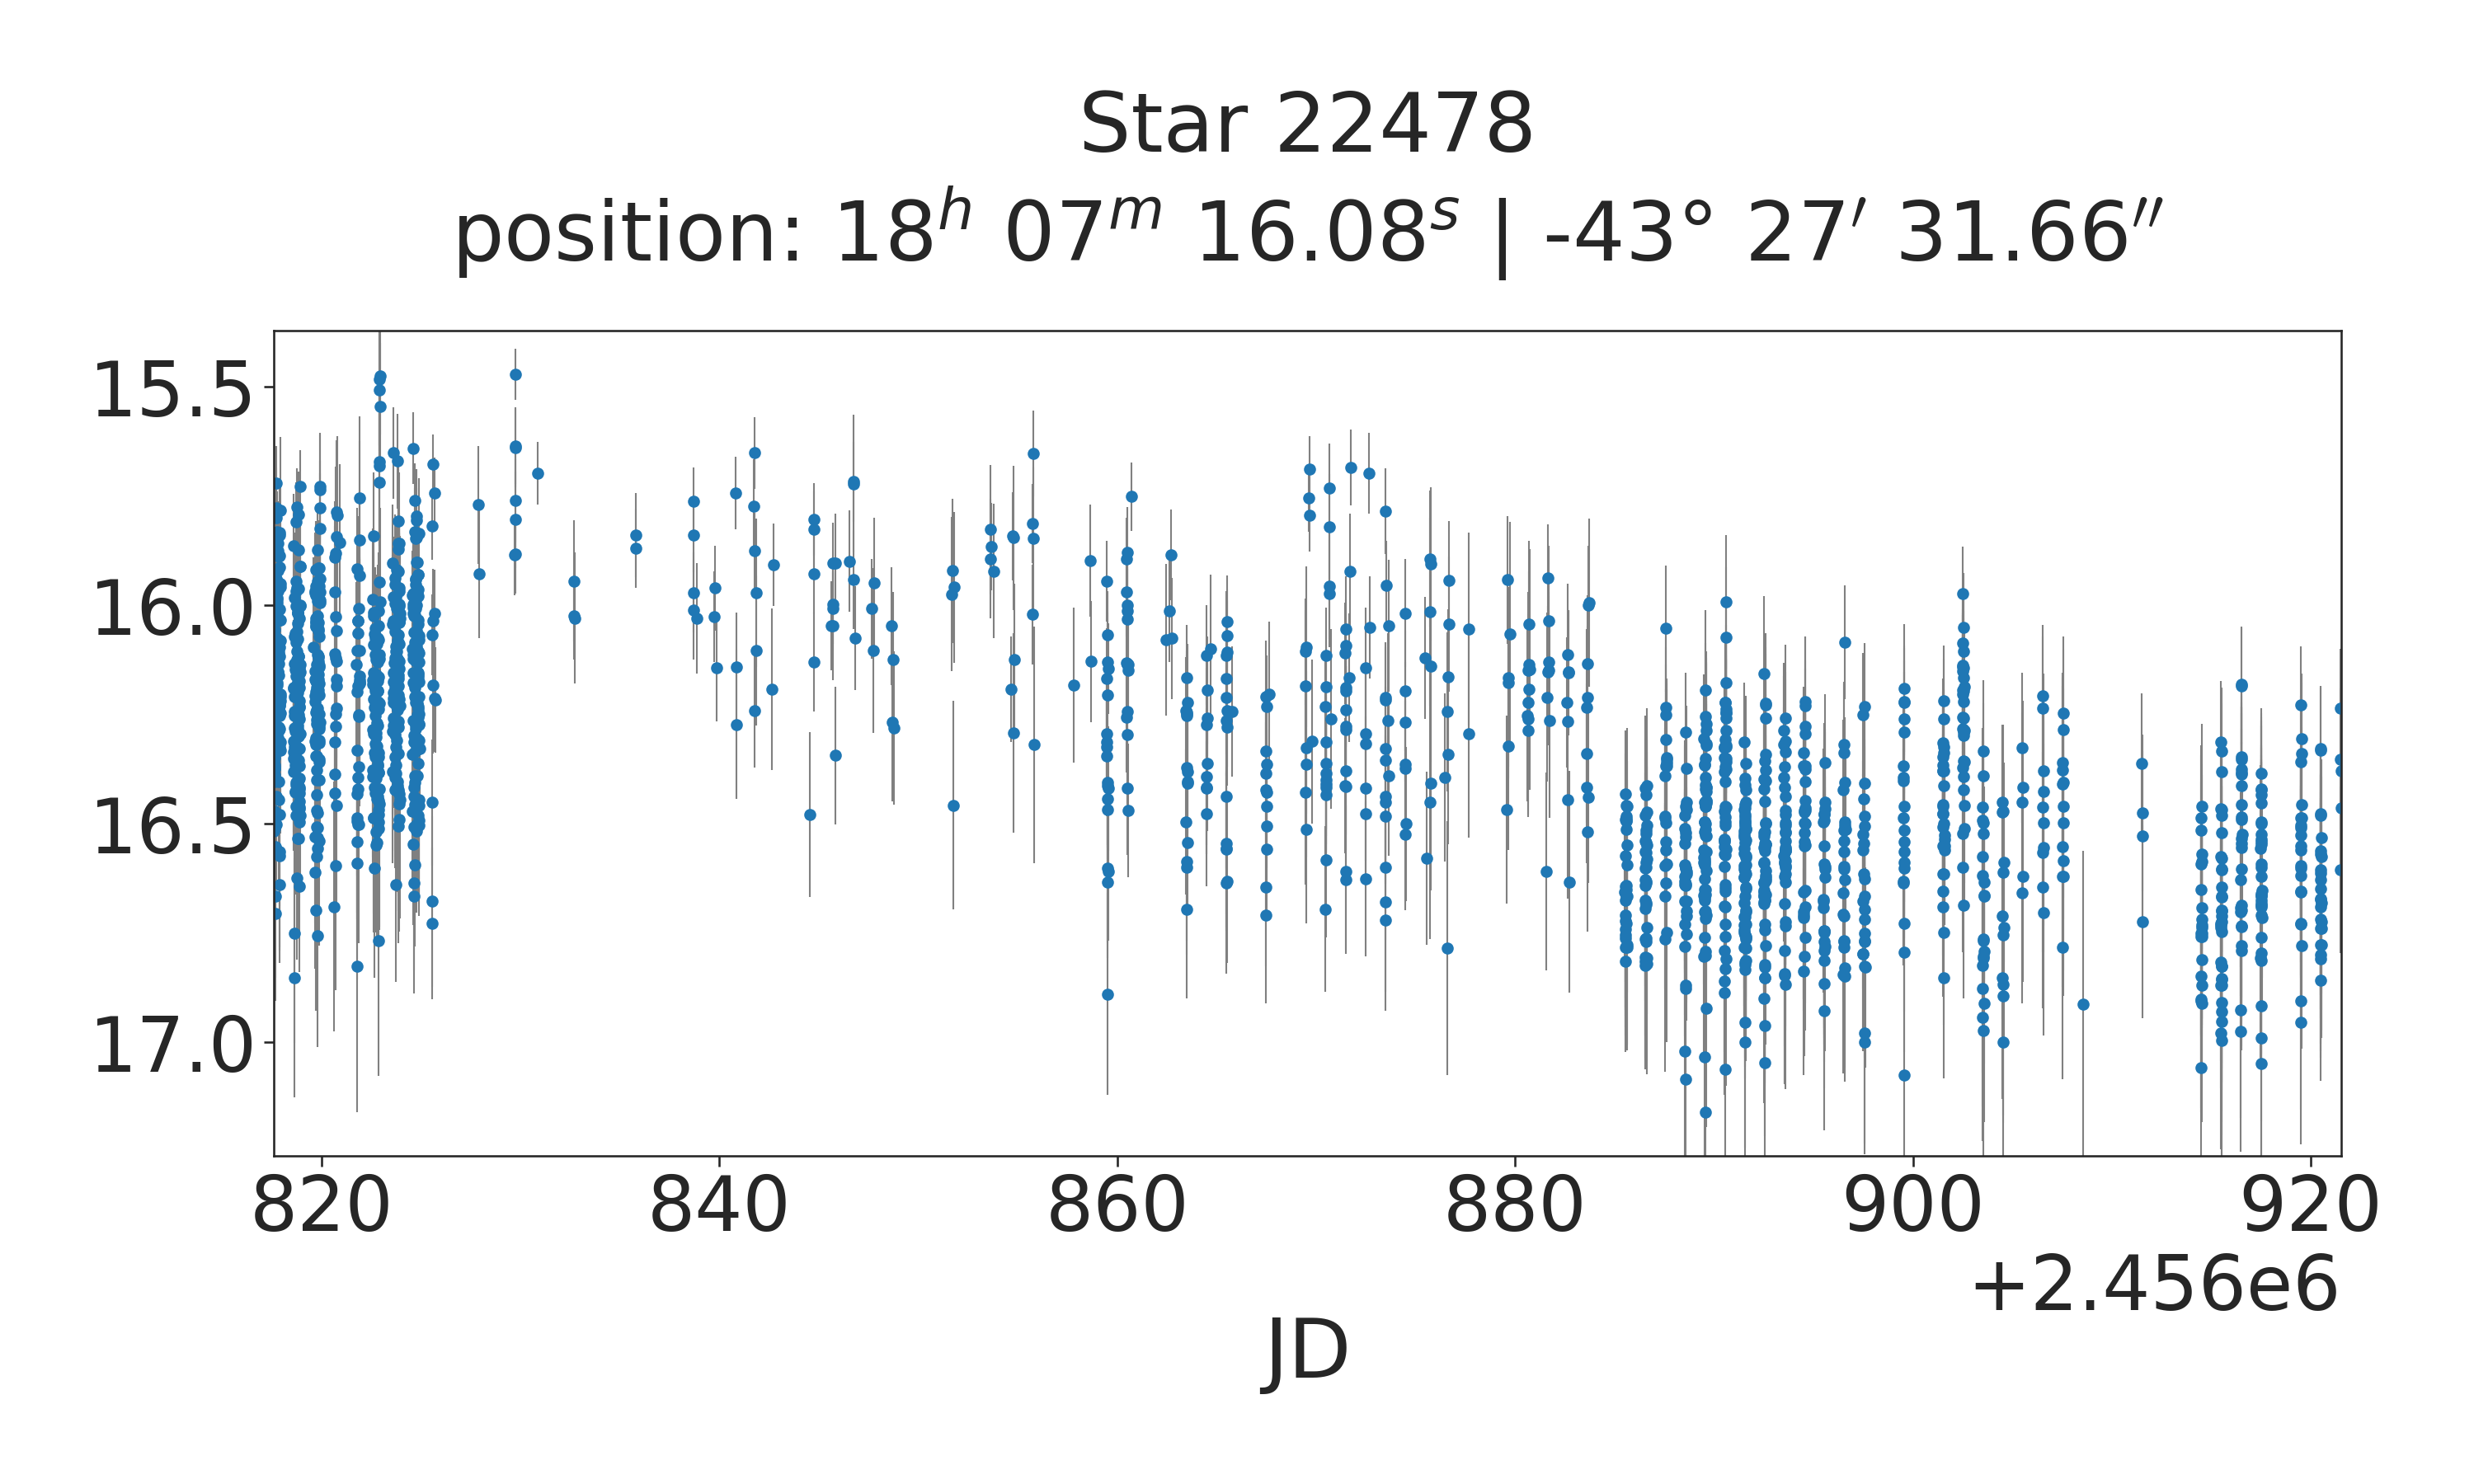 Star 22478
position: 18ʰ 07ᵐ 16.08ˢ | -43° 27′ 31.66″
15.5
16.0
16.5
17.0
820 840 860 880 900 920
+2.456e6
JD